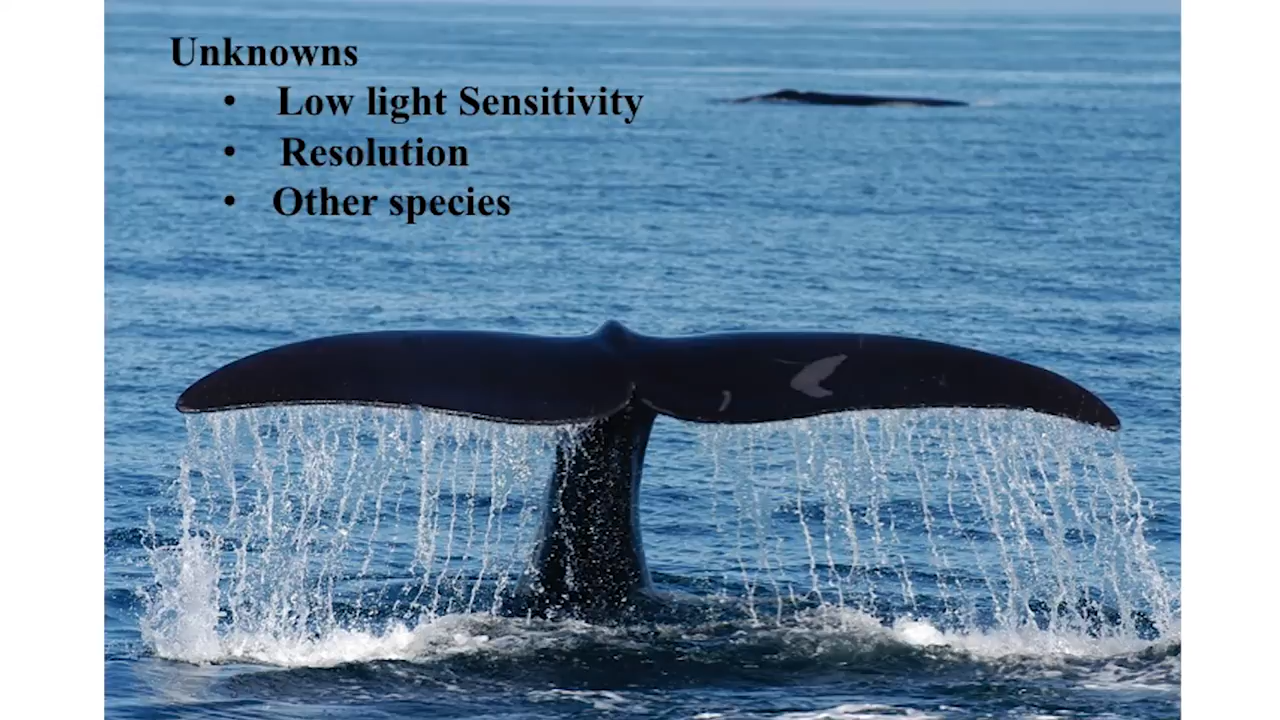 Unknowns
• Low light Sensitivity
• Resolution
• Other species